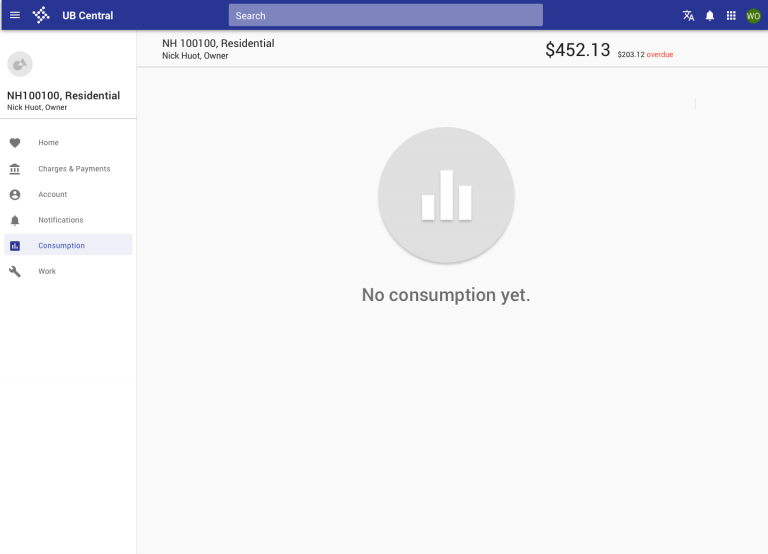 UB Central
Search
WO
NH100100, Residential
Nick Huot, Owner
Home
Charges & Payments
Account
Notifications
Consumption
Work
NH 100100, Residential
Nick Huot, Owner
$452.13 $203.12 overdue
No consumption yet.